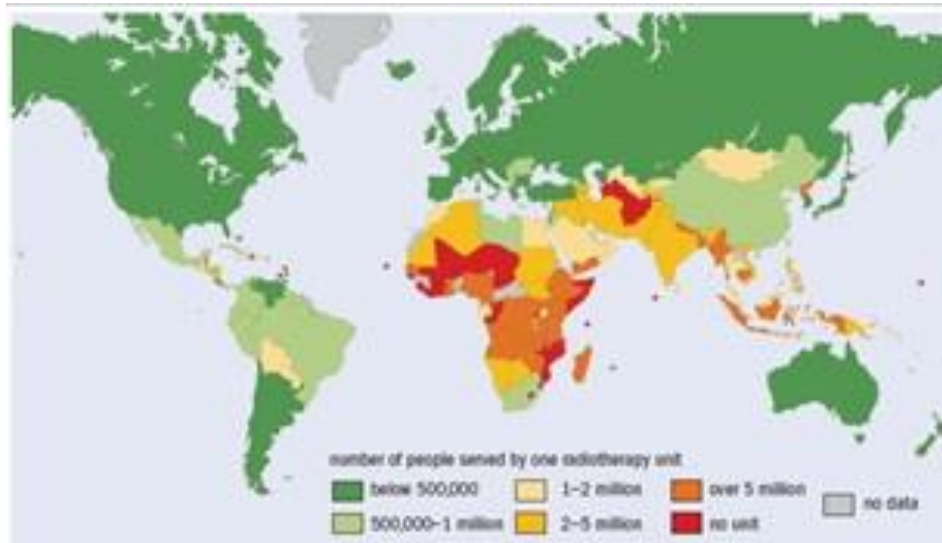 number of people served by one radiotherapy unit
below 500,000
1–2 million
over 5 million
no data
500,000–1 million
2–5 million
no unit